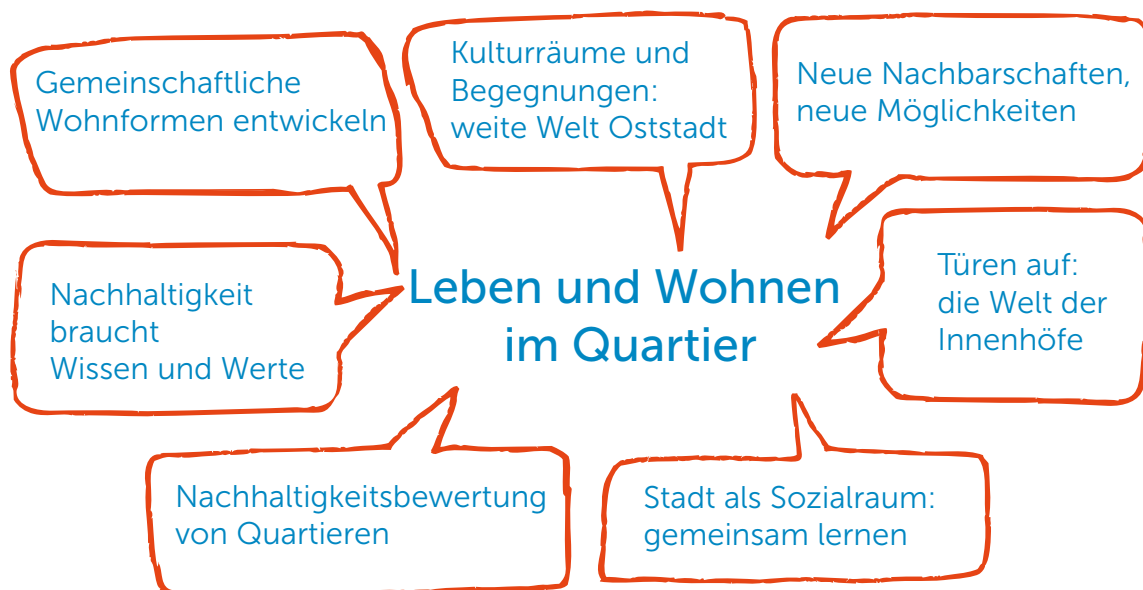 Gemeinschaftliche
Wohnformen entwickeln
Kulturräume und
Begegnungen:
weite Welt Oststadt
Neue Nachbarschaften,
neue Möglichkeiten
Nachhaltigkeit
braucht
Wissen und Werte
Leben und Wohnen
im Quartier
Türen auf:
die Welt der
Innenhöfe
Nachhaltigkeitsbewertung
von Quartieren
Stadt als Sozialraum:
gemeinsam lernen